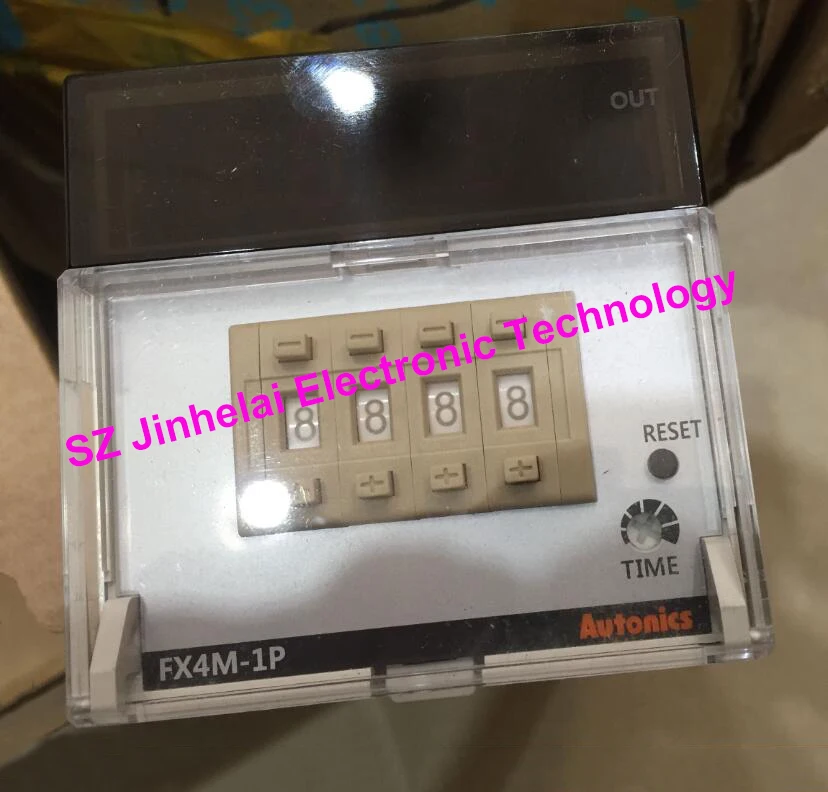 OUT
SZ Jinhelai Electronic Technology
8 8 8 8
RESET
TIME
Autonics
FX4M-1P